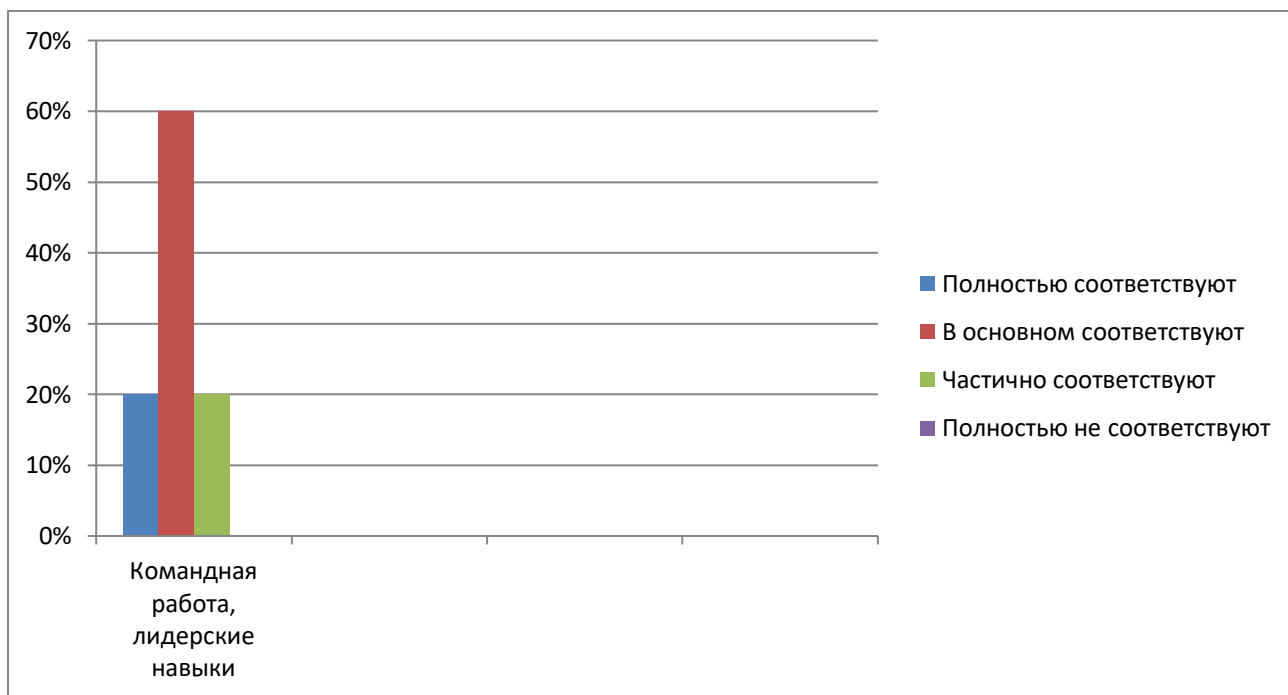 70%
60%
50%
40%
30%
20%
10%
0%
Командная
работа,
лидерские
навыки
Полностью соответствуют
В основном соответствуют
Частично соответствуют
Полностью не соответствуют